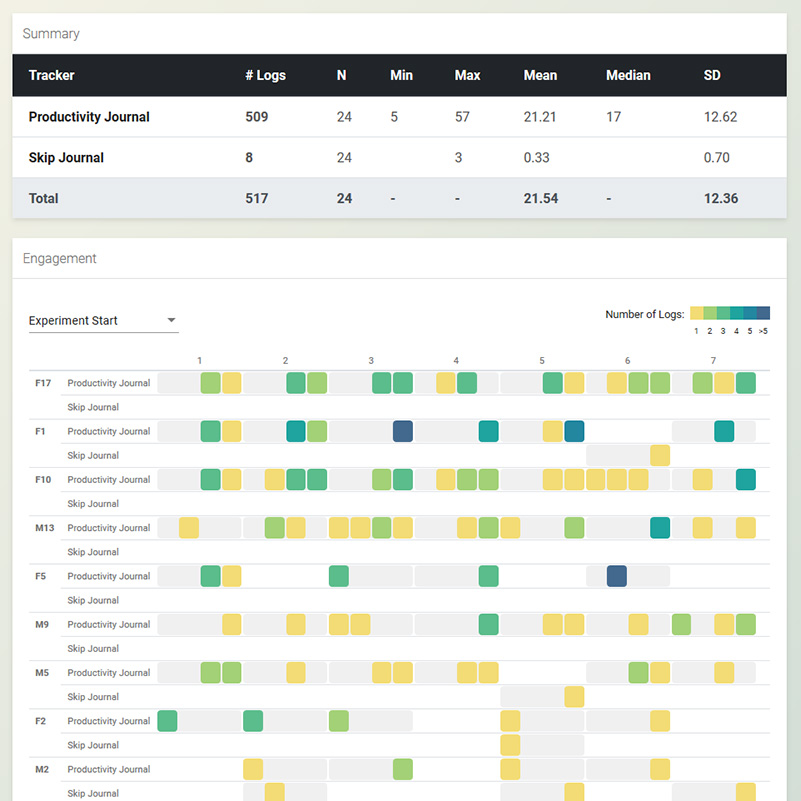 Summary
Tracker # Logs N Min Max Mean Median SD
Productivity Journal 509 24 5 57 21.21 17 12.62
Skip Journal 8 24 3 0.33 0.70
Total 517 24 - - 21.54 - 12.36
Engagement
Experiment Start
Number of Logs:
1 2 3 4 5 >5
1 2 3 4 5 6 7
F17 Productivity Journal
Skip Journal
F1 Productivity Journal
Skip Journal
F10 Productivity Journal
Skip Journal
M13 Productivity Journal
Skip Journal
F5 Productivity Journal
Skip Journal
M9 Productivity Journal
Skip Journal
M5 Productivity Journal
Skip Journal
F2 Productivity Journal
Skip Journal
M2 Productivity Journal
Skip Journal